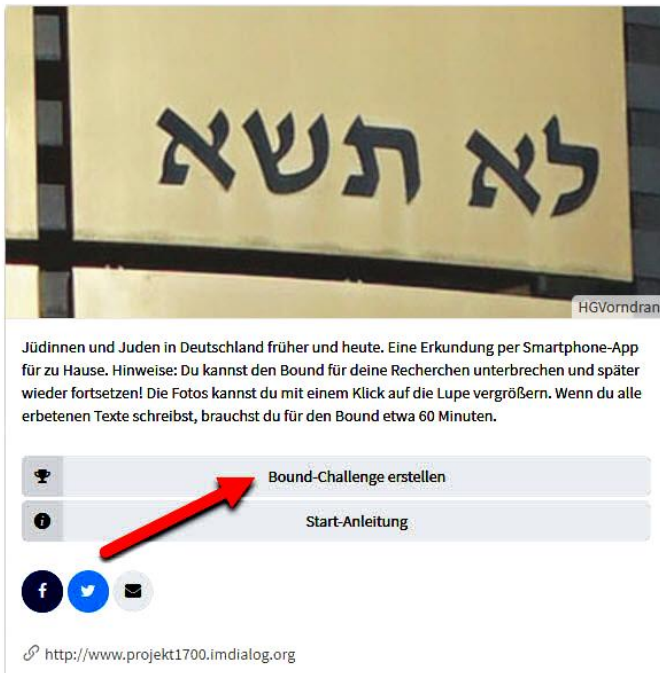 לא תשא
HGVorndran
Jüdinnen und Juden in Deutschland früher und heute. Eine Erkundung per Smartphone-App
für zu Hause. Hinweise: Du kannst den Bound für deine Recherchen unterbrechen und später
wieder fortsetzen! Die Fotos kannst du mit einem Klick auf die Lupe vergrößern. Wenn du alle
erbetenen Texte schreibst, brauchst du für den Bound etwa 60 Minuten.
Bound-Challenge erstellen
Start-Anleitung
http://www.projekt1700.imdialog.org